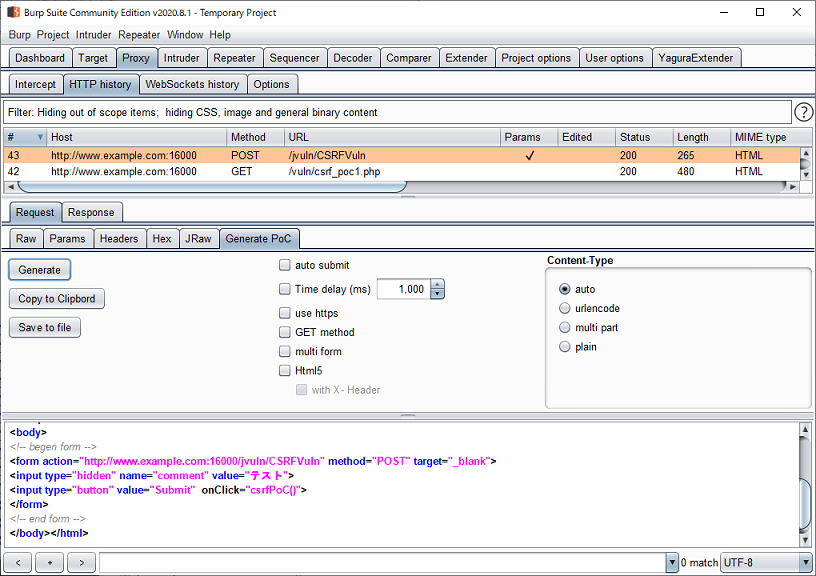 Burp Suite Community Edition v2020.8.1 - Temporary Project
Burp Project Intruder Repeater Window Help
Dashboard Target Proxy Intruder Repeater Sequencer Decoder Comparer Extender Project options User options YaguraExtender
Intercept HTTP history WebSockets history Options
Filter: Hiding out of scope items; hiding CSS, image and general binary content
?
# Host Method URL Params Edited Status Length MIME type
43 http://www.example.com:16000 POST /jvuln/CSRFVuln ✓ 200 265 HTML
42 http://www.example.com:16000 GET /vuln/csrf_poc1.php 200 480 HTML
Request Response
Raw Params Headers Hex JRaw Generate PoC
Generate
Copy to Clipbord
Save to file
auto submit
Time delay (ms) 1,000
use https
GET method
multi form
Html5
with X- Header
Content-Type
auto
urlencode
multi part
plain
<body>
<!-- begen form -->
<form action="http://www.example.com:16000/jvuln/CSRFVuln" method="POST" target="_blank">
<input type="hidden" name="comment" value="テスト">
<input type="button" value="Submit"  onClick="csrfPoC()">
</form>
<!-- end form -->
</body></html>
< + > 0 match UTF-8